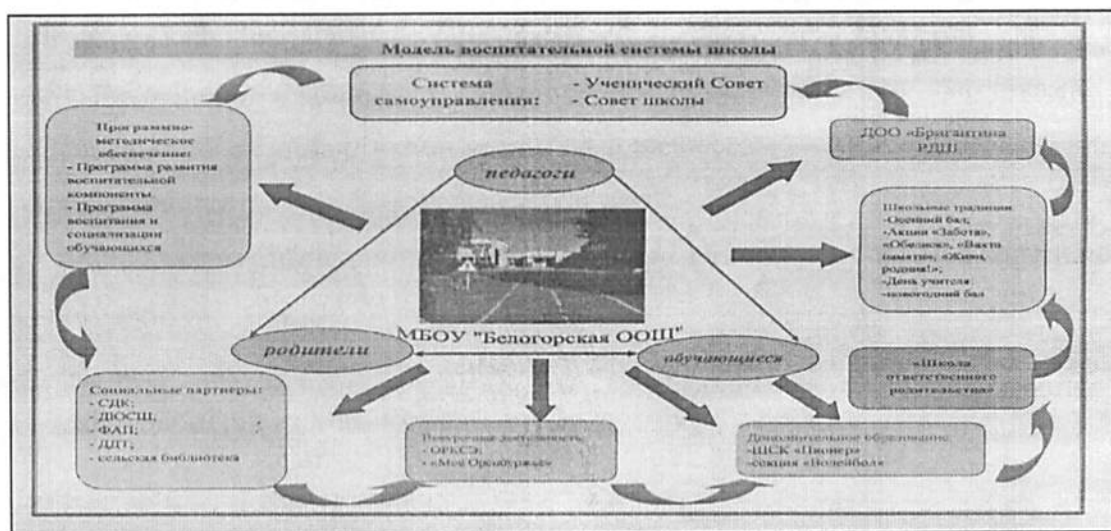 Модель воспитательной системы школы
Система самоуправления:
- Ученический Совет
- Совет школы
Программно-
методическое
обеспечение:
- Программа развития
воспитательной
компоненты
- Программа
воспитания и
социализации
обучающихся
педагоги
ДОО «Бригантина
РДШ
Школьные традиции
-Осенний бал;
-Акции «Забота»,
«Обелиск», «Вахта
памяти», «Живи,
родник!»;
-День учителя
-новогодний бал
МБОУ "Белогорская ООШ"
родители
обучающиеся
«Школа
ответственного
родительства»
Социальные партнеры:
- СДК;
- ДЮСШ;
- ФАП;
- ДДТ;
- сельская библиотека
Внеурочная деятельность
- ОРКСЭ;
- «Мое Оренбуржье»
Дополнительное образование
-ШСК «Пионер»
-секция «Волейбол»